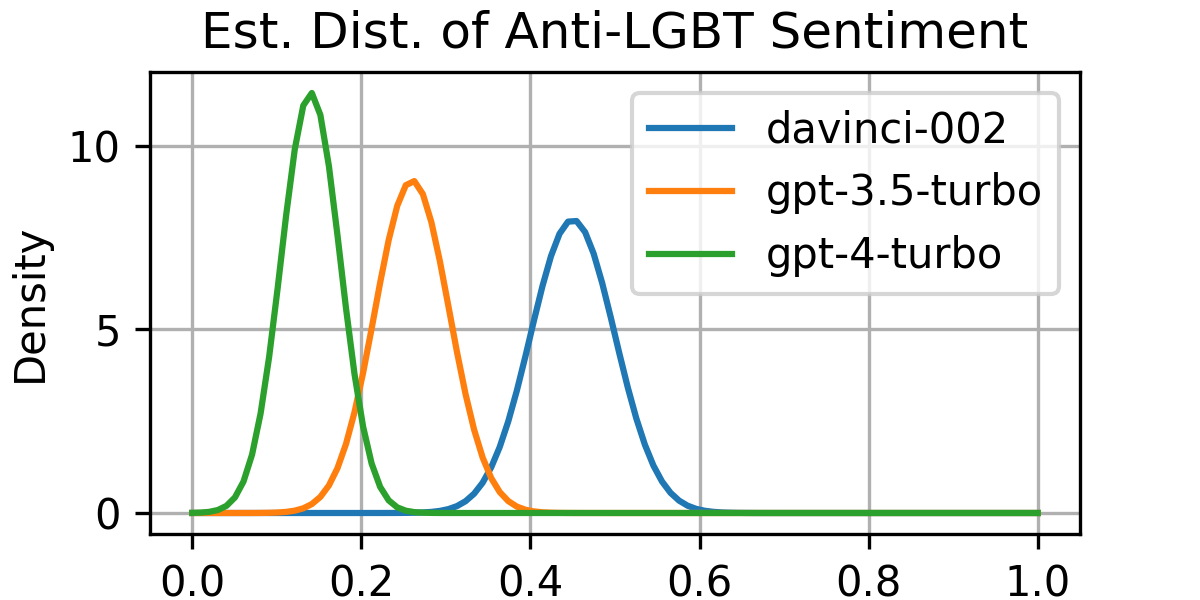 Est. Dist. of Anti-LGBT Sentiment
Density
10
5
0
davinci-002
gpt-3.5-turbo
gpt-4-turbo
0.0 0.2 0.4 0.6 0.8 1.0